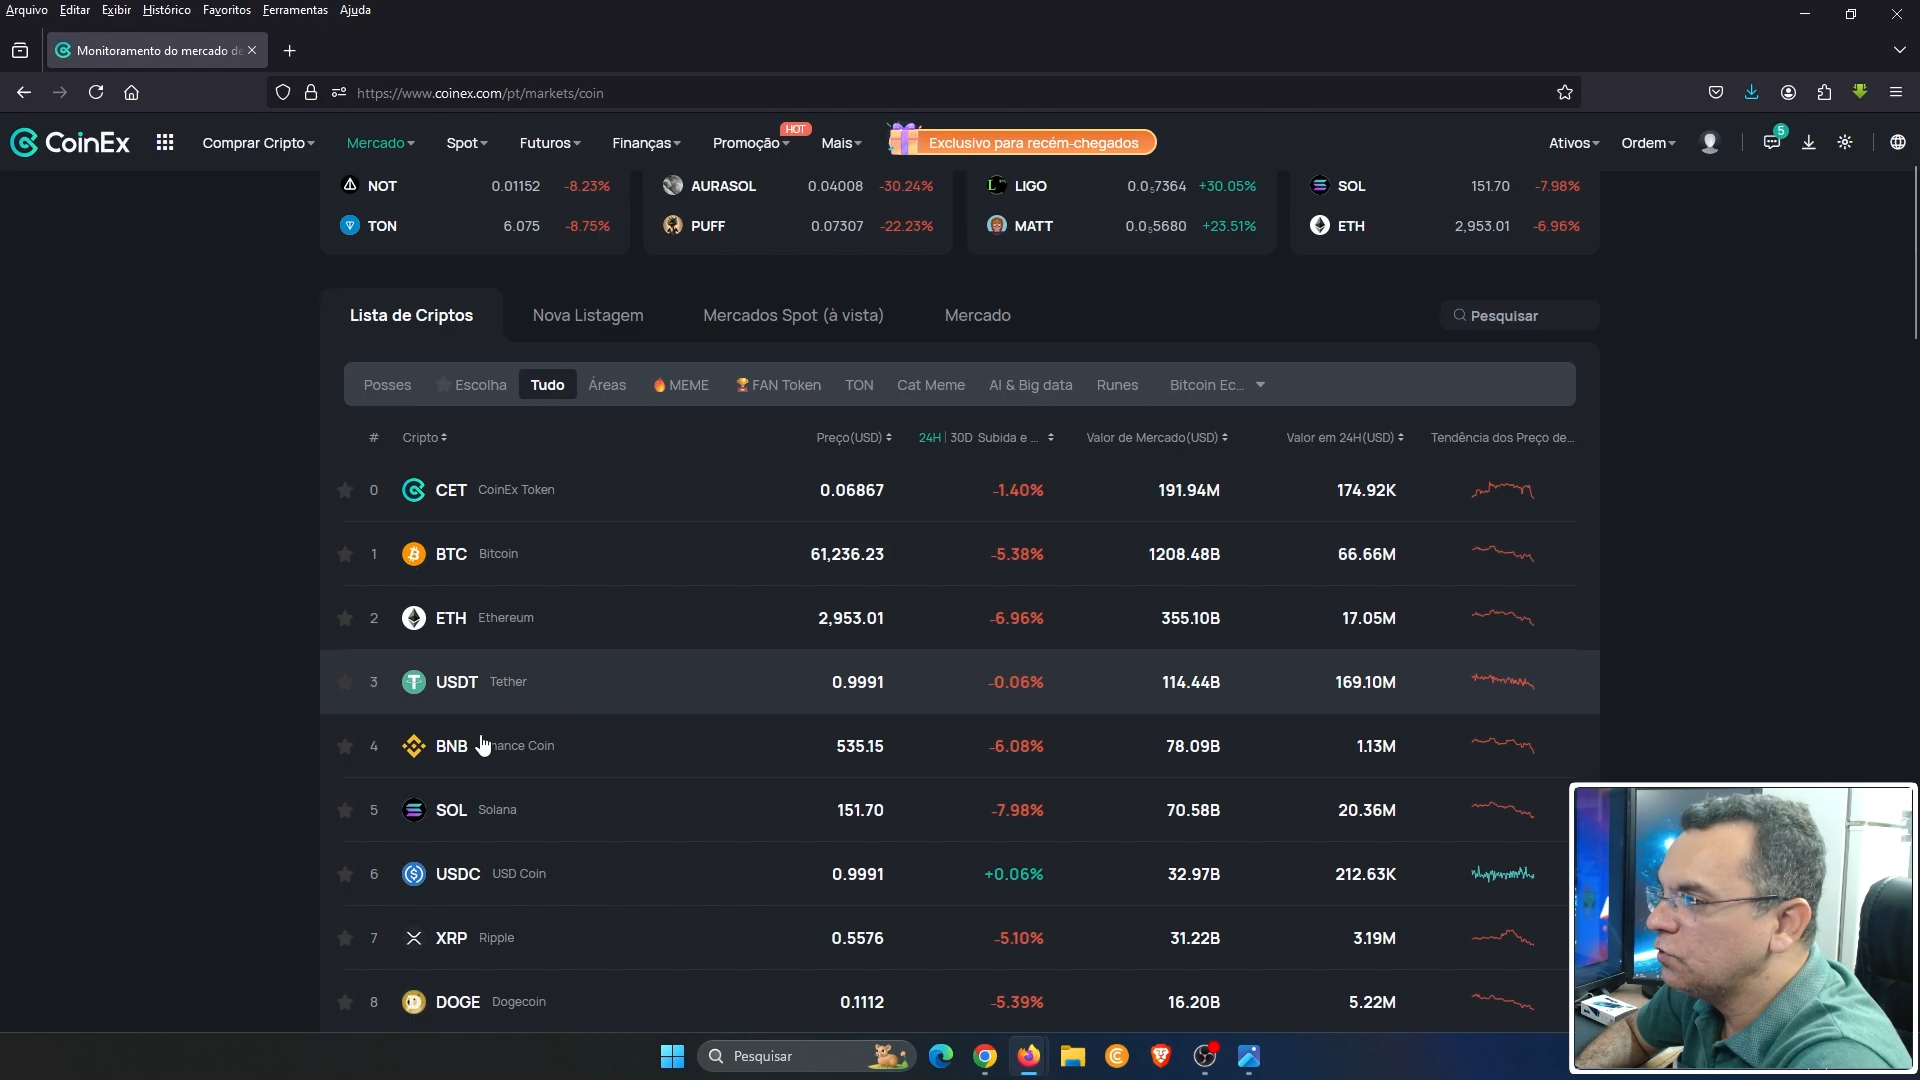 Arquivo Editar Exibir Histórico Favoritos Ferramentas Ajuda
Monitoramento do mercado de
https://www.coinex.com/pt/markets/coin
CoinEx Comprar Cripto Mercado Spot Futuros Finanças Promoção HOT Mais Exclusivo para recém-chegados Ativos Ordem 5
NOT 0.01152 -8.23% AURASOL 0.04008 -30.24% LIGO 0.0₅7364 +30.05% SOL 151.70 -7.98%
TON 6.075 -8.75% PUFF 0.07307 -22.23% MATT 0.0₅5680 +23.51% ETH 2,953.01 -6.96%
Lista de Criptos Nova Listagem Mercados Spot (à vista) Mercado Pesquisar
Posses Escolha Tudo Áreas MEME FAN Token TON Cat Meme AI & Big data Runes Bitcoin Ec...
# Cripto Preço(USD) 24H | 30D Subida e ... Valor de Mercado(USD) Valor em 24H(USD) Tendência dos Preço de...
0 CET CoinEx Token 0.06867 -1.40% 191.94M 174.92K
1 BTC Bitcoin 61,236.23 -5.38% 1208.48B 66.66M
2 ETH Ethereum 2,953.01 -6.96% 355.10B 17.05M
3 USDT Tether 0.9991 -0.06% 114.44B 169.10M
4 BNB nance Coin 535.15 -6.08% 78.09B 1.13M
5 SOL Solana 151.70 -7.98% 70.58B 20.36M
6 USDC USD Coin 0.9991 +0.06% 32.97B 212.63K
7 XRP Ripple 0.5576 -5.10% 31.22B 3.19M
8 DOGE Dogecoin 0.1112 -5.39% 16.20B 5.22M
Pesquisar